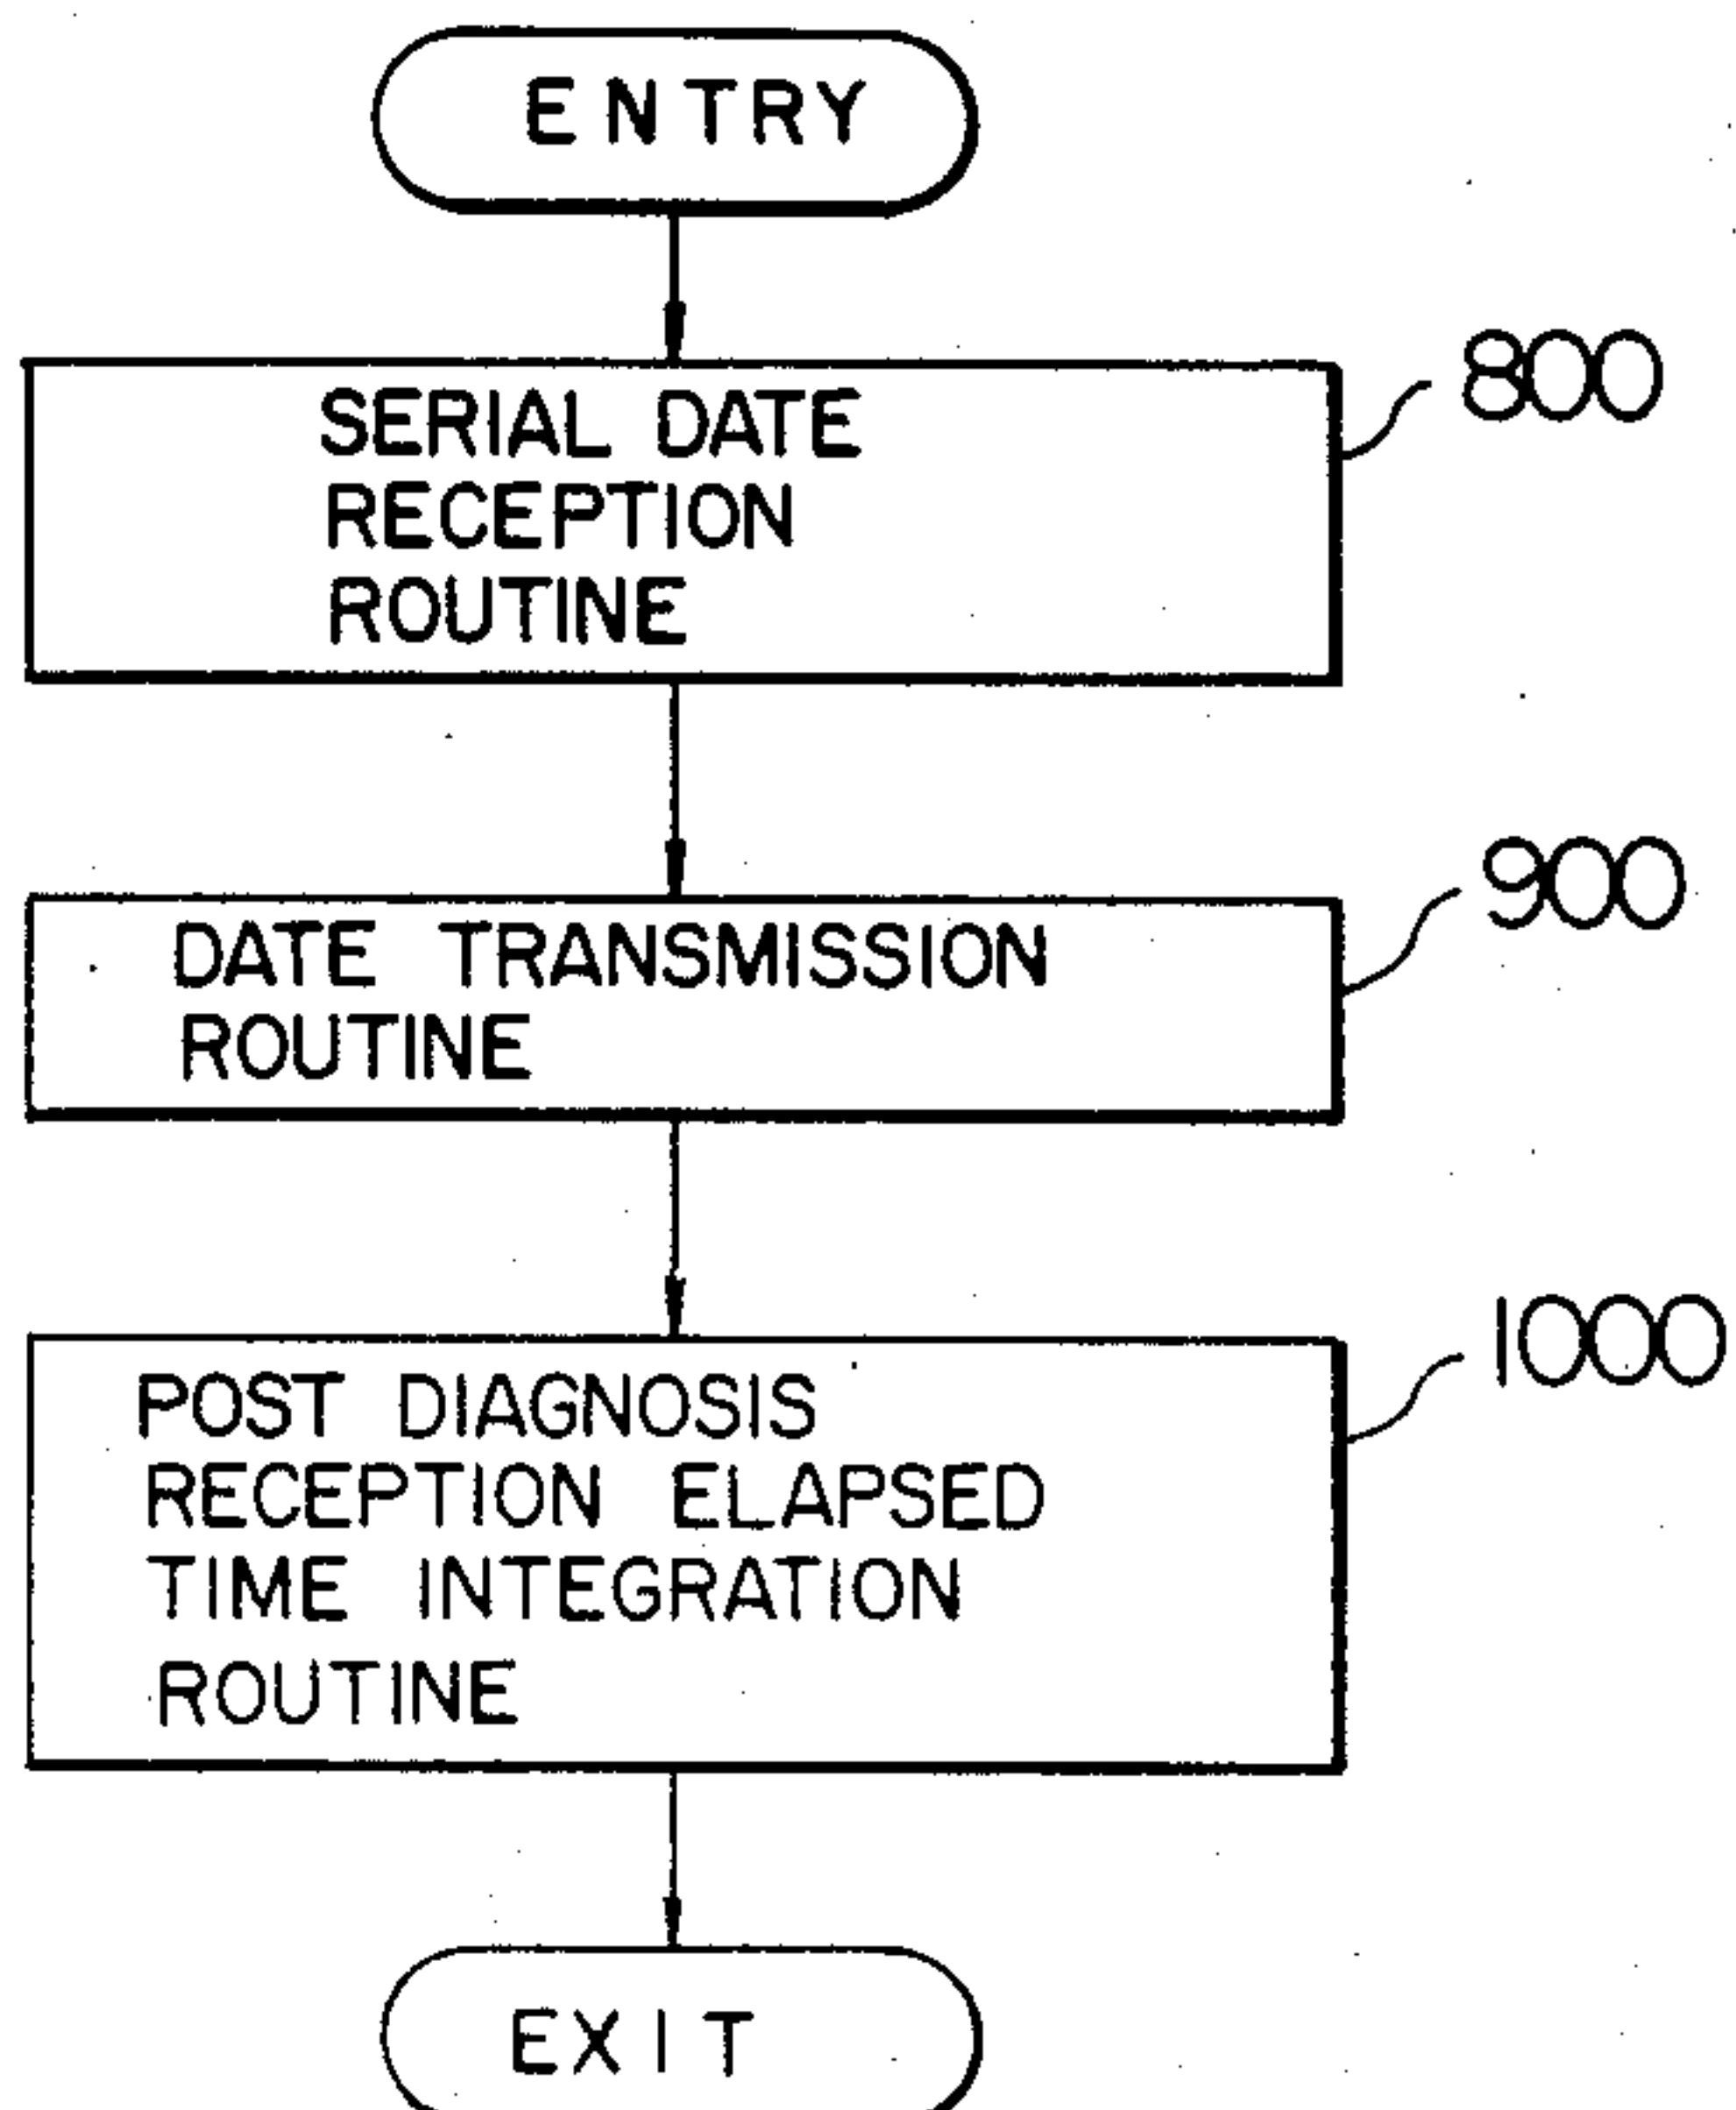 ENTRY
SERIAL DATE
RECEPTION
ROUTINE
800
DATE TRANSMISSION
ROUTINE
900
POST DIAGNOSIS
RECEPTION ELAPSED
TIME INTEGRATION
ROUTINE
1000
EXIT